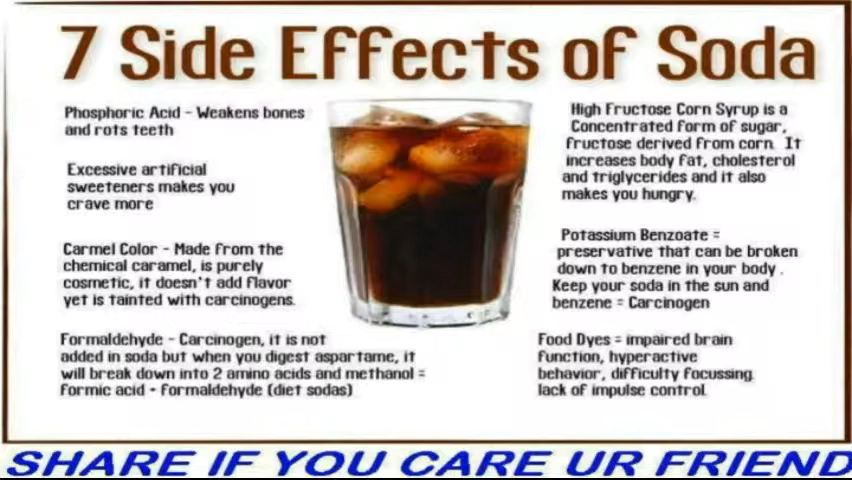 7 Side Effects of Soda
Phosphoric Acid - Weakens bones
and rots teeth
Excessive artificial
sweeteners makes you
crave more
Carmel Color - Made from the
chemical caramel, is purely
cosmetic, it doesn't add flavor
yet is tainted with carcinogens.
Formaldehyde - Carcinogen, it is not
added in soda but when you digest aspartame, it
will break down into 2 amino acids and methanol =
formic acid + formaldehyde (diet sodas)
High Fructose Corn Syrup is a
Concentrated form of sugar,
fructose derived from corn. It
increases body fat, cholesterol
and triglycerides and it also
makes you hungry.
Potassium Benzoate =
preservative that can be broken
down to benzene in your body .
Keep your soda in the sun and
benzene = Carcinogen
Food Dyes = impaired brain
function, hyperactive
behavior, difficulty focussing
lack of impulse control
SHARE IF YOU CARE UR FRIEND